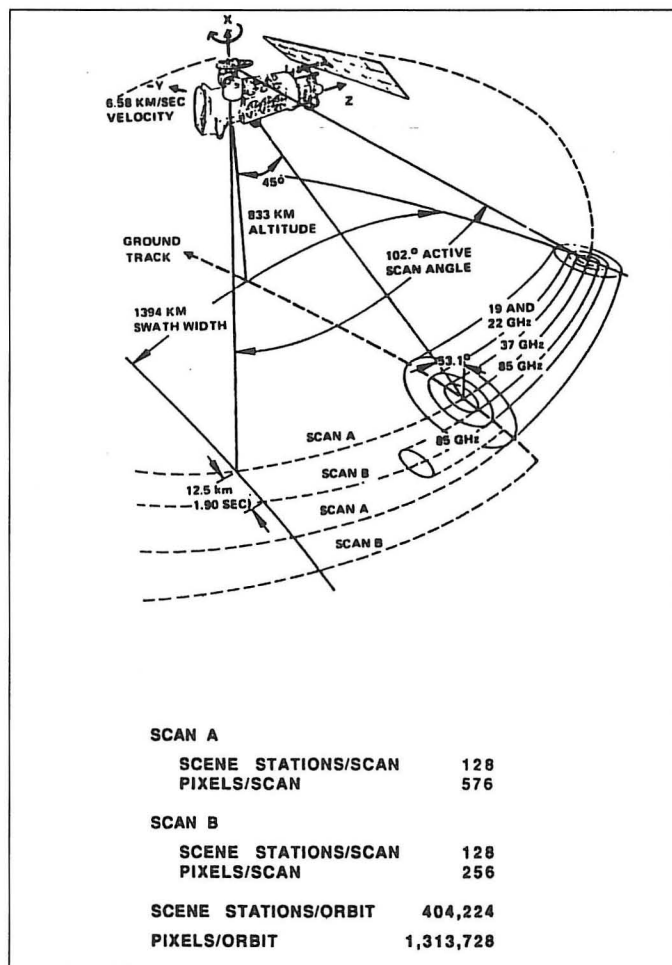 X
-Y
6.58 KM/SEC
VELOCITY
Z
45°
833 KM
ALTITUDE
GROUND
TRACK
102.° ACTIVE
SCAN ANGLE
1394 KM
SWATH WIDTH
19 AND
22 GHz
37 GHz
85 GHz
53.1°
85 GHz
SCAN A
SCAN B
SCAN A
SCAN B
12.5 km
1.90 SEC)
SCAN A
SCENE STATIONS/SCAN 128
PIXELS/SCAN 576
SCAN B
SCENE STATIONS/SCAN 128
PIXELS/SCAN 256
SCENE STATIONS/ORBIT 404,224
PIXELS/ORBIT 1,313,728